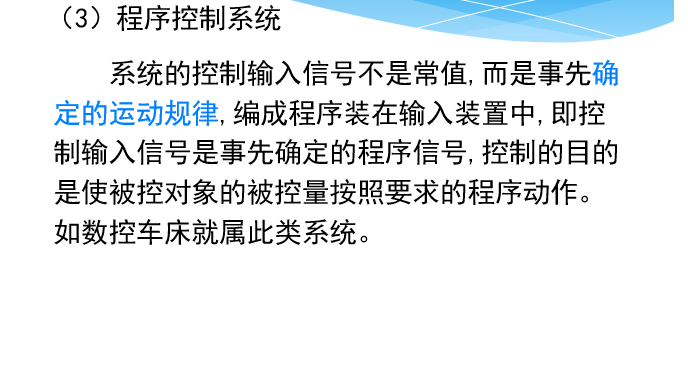 （3）程序控制系统
系统的控制输入信号不是常值,而是事先确
定的运动规律,编成程序装在输入装置中,即控
制输入信号是事先确定的程序信号,控制的目的
是使被控对象的被控量按照要求的程序动作。
如数控车床就属此类系统。